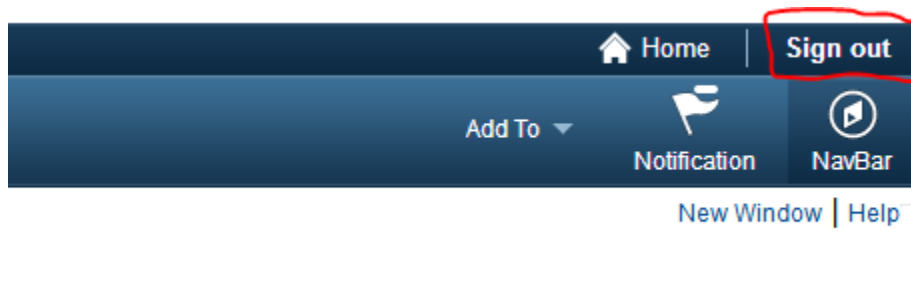 Home Sign out
Add To
Notification NavBar
New Window | Help